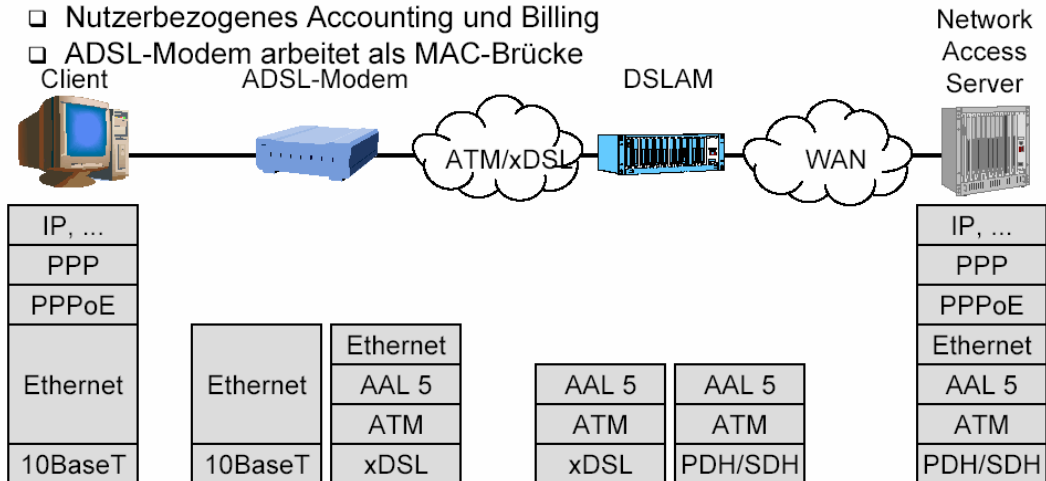 Nutzerbezogenes Accounting und Billing
ADSL-Modem arbeitet als MAC-Brücke
Client
ADSL-Modem
DSLAM
Network
Access
Server
ATM/xDSL
WAN
IP, ...
PPP
PPPoE
Ethernet
10BaseT
Ethernet
10BaseT
Ethernet
AAL 5
ATM
xDSL
AAL 5
ATM
xDSL
AAL 5
ATM
PDH/SDH
IP, ...
PPP
PPPoE
Ethernet
AAL 5
ATM
PDH/SDH